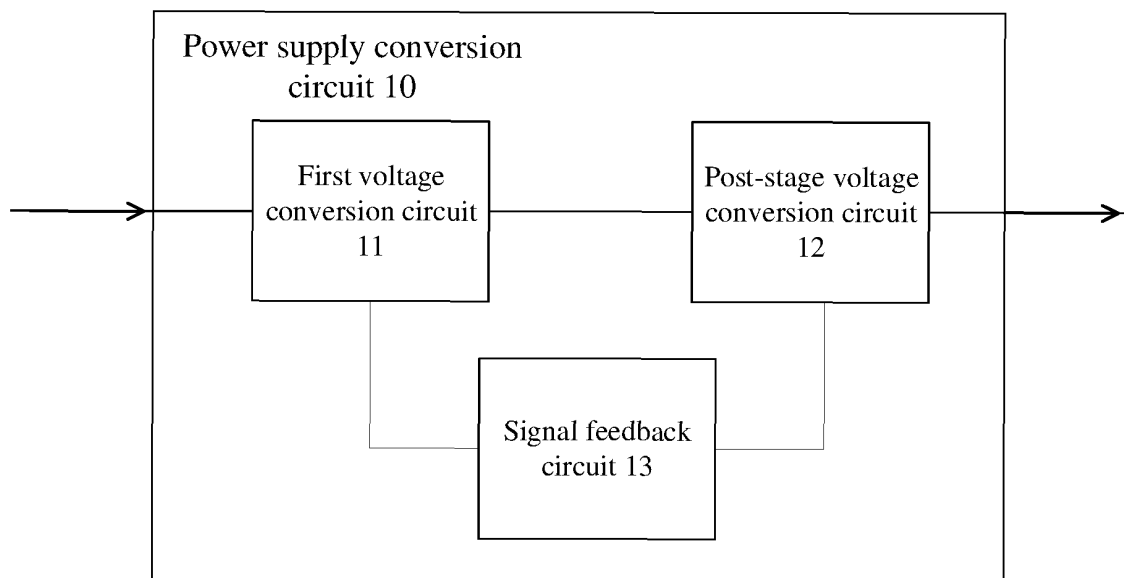 Power supply conversion
circuit 10
First voltage
conversion circuit
11
Post-stage voltage
conversion circuit
12
Signal feedback
circuit 13